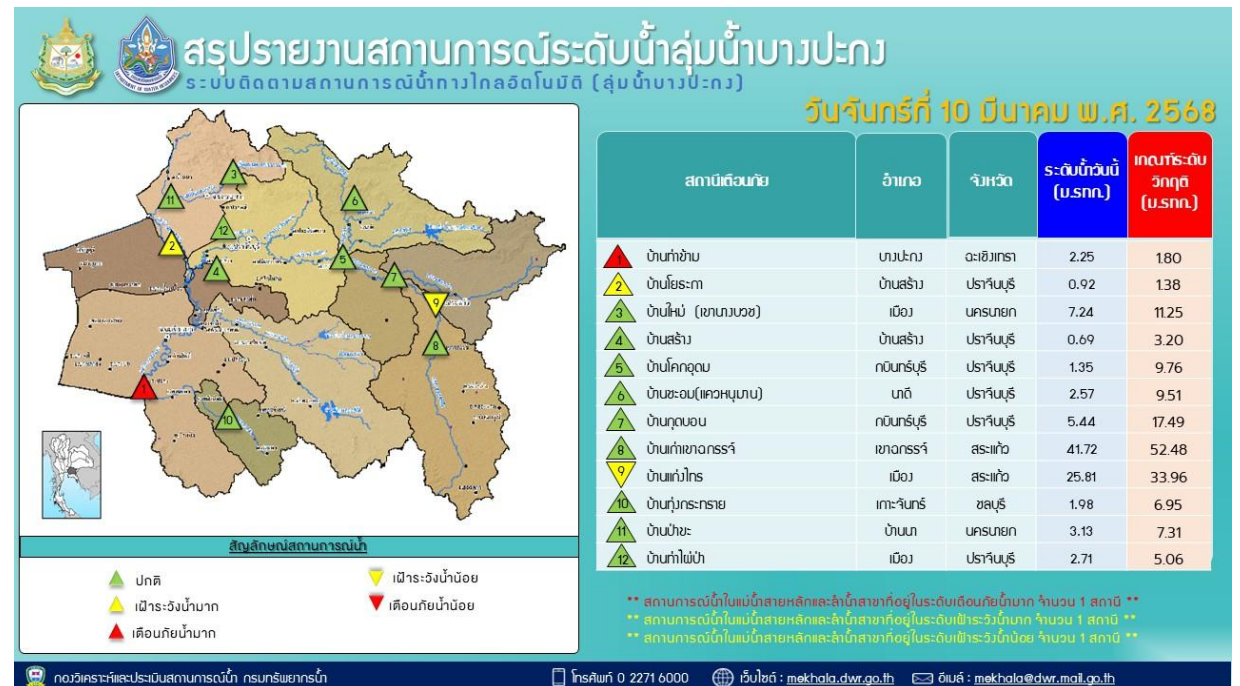 สรุปรายงานสถานการณ์ระดับน้ำลุ่มน้ำบางปะกง
ระบบติดตามสถานการณ์น้ำทางไกลอัตโนมัติ (ลุ่มน้ำบางปะกง)
วันจันทร์ที่ 10 มีนาคม พ.ศ. 2568
สถานีเตือนภัย อำเภอ จังหวัด ระดับน้ำวันนี้ (ม.รทก.) เกณฑ์ระดับวิกฤติ (ม.รทก.)
1 บ้านท่าข้าม บางปะกง ฉะเชิงเทรา 2.25 1.80
2 บ้านโยธะกา บ้านสร้าง ปราจีนบุรี 0.92 1.38
3 บ้านใหม่ (เขานางบวช) เมือง นครนายก 7.24 11.25
4 บ้านสร้าง บ้านสร้าง ปราจีนบุรี 0.69 3.20
5 บ้านโคกอุดม กบินทร์บุรี ปราจีนบุรี 1.35 9.76
6 บ้านชะอม(แควหนุมาน) นาดี ปราจีนบุรี 2.57 9.51
7 บ้านกุดบอน กบินทร์บุรี ปราจีนบุรี 5.44 17.49
8 บ้านเก่าเขาฉกรรจ์ เขาฉกรรจ์ สระแก้ว 41.72 52.48
9 บ้านแก่งไทร เมือง สระแก้ว 25.81 33.96
10 บ้านทุ่งกระทราย เกาะจันทร์ ชลบุรี 1.98 6.95
11 บ้านป่าขะ บ้านนา นครนายก 3.13 7.31
12 บ้านท่าไผ่ป่า เมือง ปราจีนบุรี 2.71 5.06
สัญลักษณ์สถานการณ์น้ำ
ปกติ
เฝ้าระวังน้ำมาก
เตือนภัยน้ำมาก
เฝ้าระวังน้ำน้อย
เตือนภัยน้ำน้อย
** สถานการณ์น้ำในแม่น้ำสายหลักและลำน้ำสาขาที่อยู่ในระดับเตือนภัยน้ำมาก จำนวน 1 สถานี **
** สถานการณ์น้ำในแม่น้ำสายหลักและลำน้ำสาขาที่อยู่ในระดับเฝ้าระวังน้ำมาก จำนวน 1 สถานี **
** สถานการณ์น้ำในแม่น้ำสายหลักและลำน้ำสาขาที่อยู่ในระดับเฝ้าระวังน้ำน้อย จำนวน 1 สถานี **
กองวิเคราะห์และประเมินสถานการณ์น้ำ กรมทรัพยากรน้ำ โทรศัพท์ 0 2271 6000 เว็บไซต์ : mekhala.dwr.go.th อีเมล์ : mekhala@dwr.mail.go.th